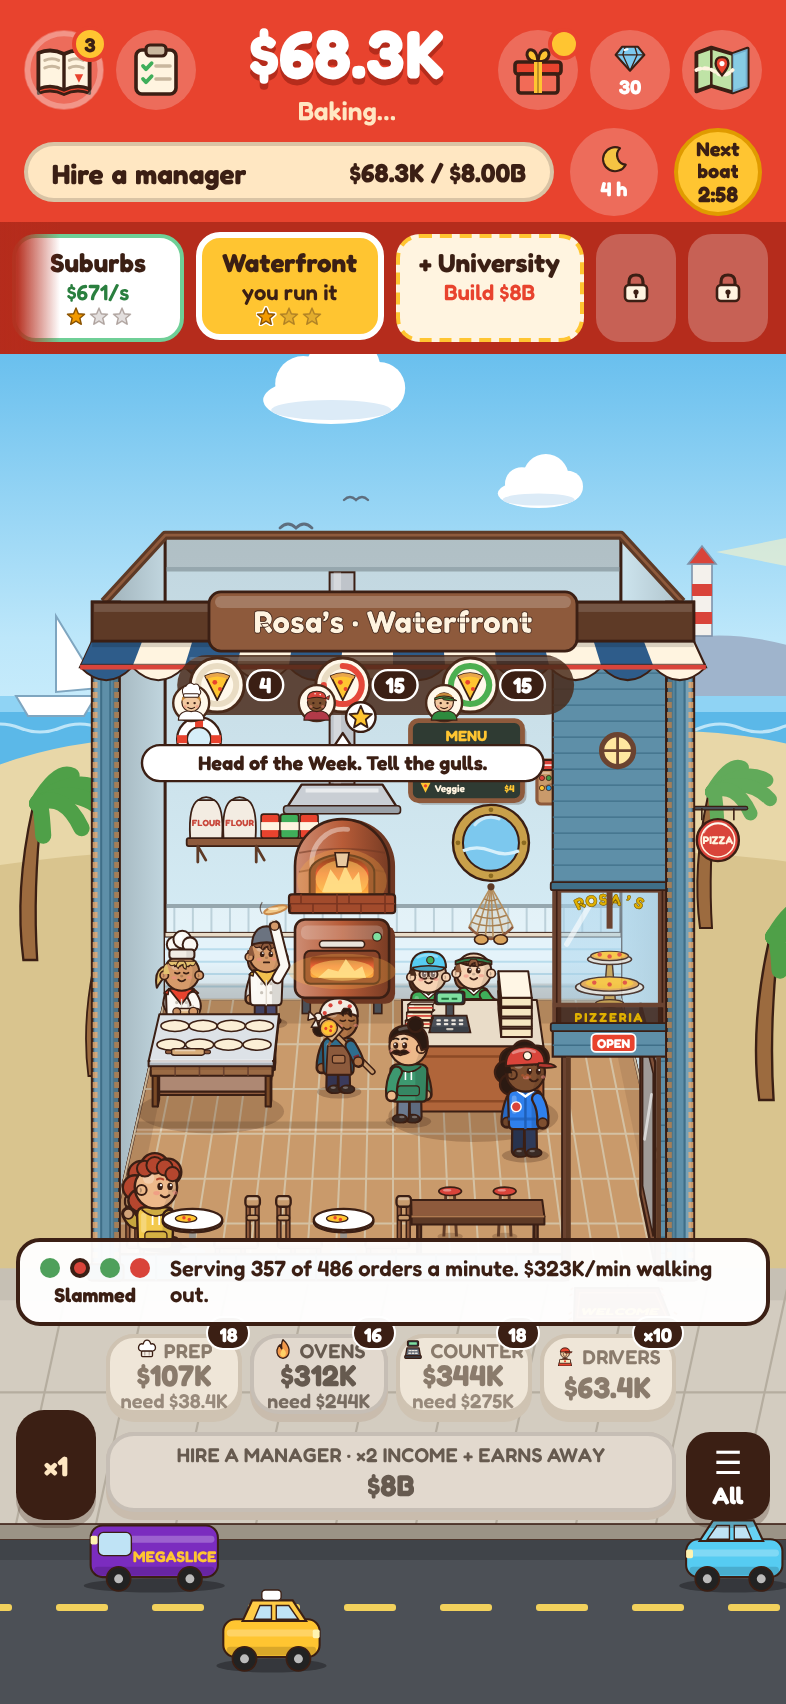 3
$68.3K
Baking...
30
Hire a manager
$68.3K / $8.00B
4 h
Next
boat
2:58
Suburbs
$671/s
Waterfront
you run it
+ University
Build $8B
Rosa's · Waterfront
4
15
15
MENU
Head of the Week. Tell the gulls.
Veggie $4
FLOUR
FLOUR
PIZZA
ROSA'S
PIZZERIA
OPEN
Serving 357 of 486 orders a minute. $323K/min walking
out.
Slammed
WELCOME
18
16
18
×10
PREP
$107K
need $38.4K
OVENS
$312K
need $244K
COUNTER
$344K
need $275K
DRIVERS
$63.4K
×1
HIRE A MANAGER · ×2 INCOME + EARNS AWAY
$8B
All
MEGASLICE